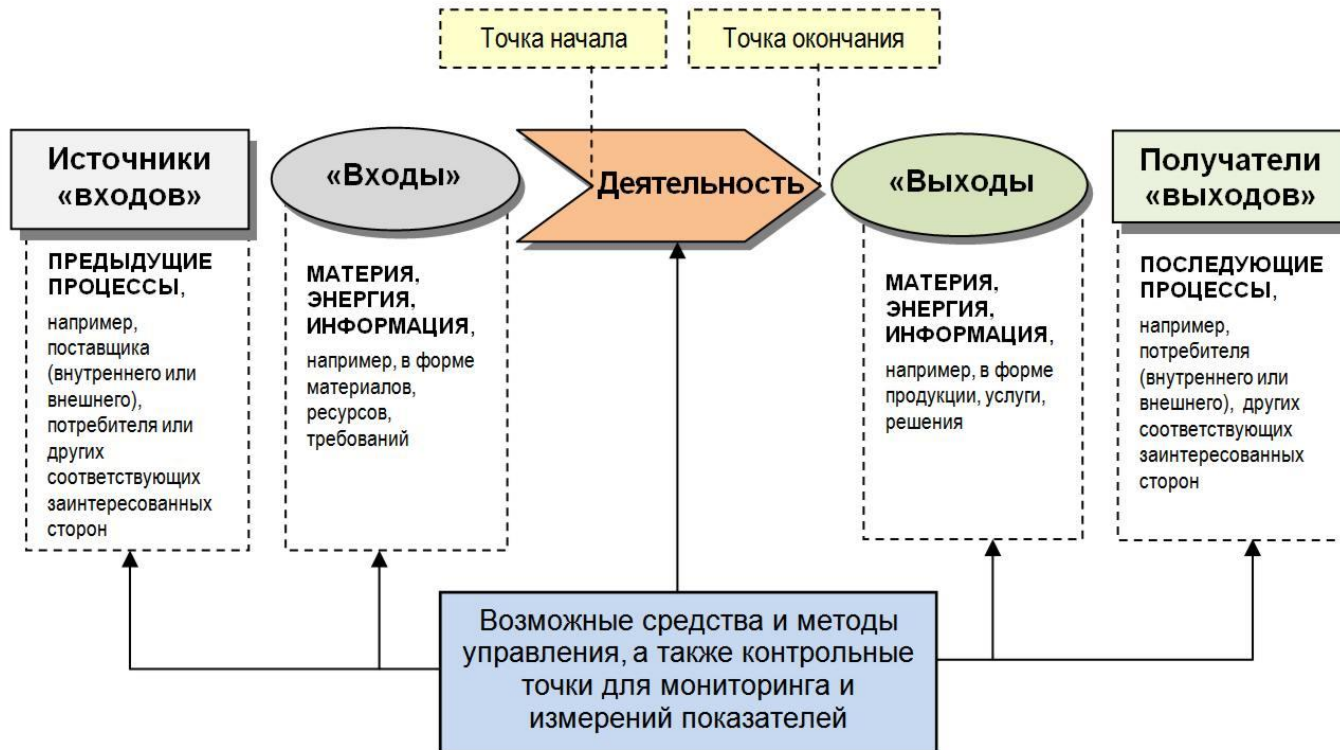 Точка начала
Точка окончания
Источники
«входов»
«Входы»
Деятельность
«Выходы
Получатели
«выходов»
ПРЕДЫДУЩИЕ
ПРОЦЕССЫ,
например,
поставщика
(внутреннего или
внешнего),
потребителя или
других
соответствующих
заинтересованных
сторон
МАТЕРИЯ,
ЭНЕРГИЯ,
ИНФОРМАЦИЯ,
например, в форме
материалов,
ресурсов,
требований
МАТЕРИЯ,
ЭНЕРГИЯ,
ИНФОРМАЦИЯ,
например, в форме
продукции, услуги,
решения
ПОСЛЕДУЮЩИЕ
ПРОЦЕССЫ,
например,
потребителя
(внутреннего или
внешнего), других
соответствующих
заинтересованных
сторон
Возможные средства и методы
управления, а также контрольные
точки для мониторинга и
измерений показателей